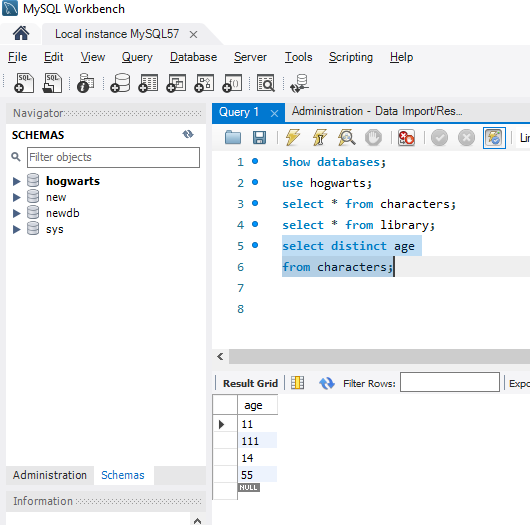 MySQL Workbench
Local instance MySQL57
File Edit View Query Database Server Tools Scripting Help
Navigator
SCHEMAS
Filter objects
hogwarts
new
newdb
sys
Administration Schemas
Information
Query 1 Administration - Data Import/Res...
Lin
1 show databases;
2 use hogwarts;
3 select * from characters;
4 select * from library;
5 select distinct age
6 from characters;
7
8
Result Grid Filter Rows: Expo
age
11
111
14
55
NULL